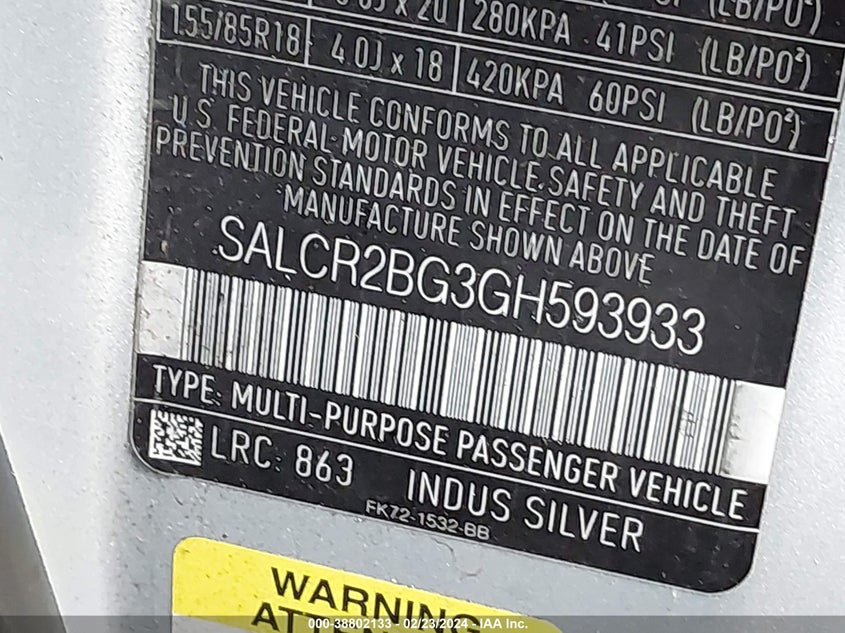 280KPA 41PSI (LB/PO²)
155/85R18 4.0J x 18 420KPA 60PSI (LB/PO²)
THIS VEHICLE CONFORMS TO ALL APPLICABLE
U.S. FEDERAL MOTOR VEHICLE SAFETY AND THEFT
PREVENTION STANDARDS IN EFFECT ON THE DATE OF
MANUFACTURE SHOWN ABOVE
SALCR2BG3GH593933
TYPE: MULTI-PURPOSE PASSENGER VEHICLE
LRC: 863 INDUS SILVER
FK72-1532-BB
WARNING
000-38802133 - 02/23/2024 - IAA Inc.